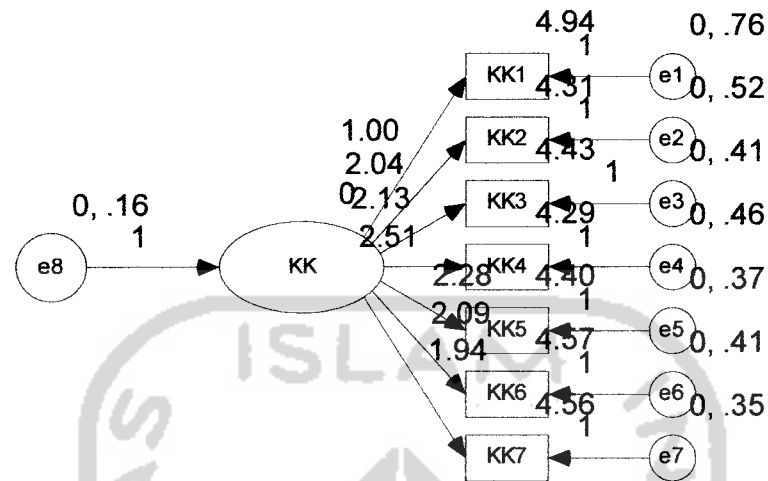 4.94 0, .76
1
KK1 e1
4.31 0, .52
1
1.00 KK2 e2
2.04 4.43 0, .41
1
0 2.13 KK3 e3
0, .16 4.29 0, .46
1 2.51 1
e8 KK KK4 e4
2.28 4.40 0, .37
1
2.09 KK5 e5
4.57 0, .41
1.94 1
ISLAM
KK6 e6
4.56 0, .35
1
AS KK7 e7